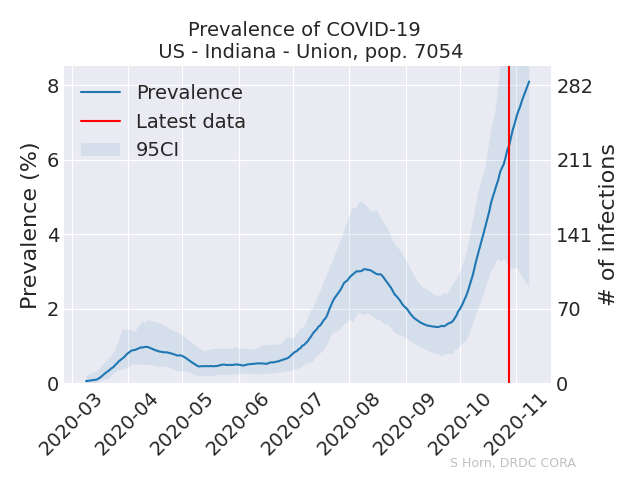 Prevalence of COVID-19
US - Indiana - Union, pop. 7054
Prevalence
Latest data
95CI
Prevalence (%)
8
6
4
2
0
282
211
141
70
0
# of infections
2020-03
2020-04
2020-05
2020-06
2020-07
2020-08
2020-09
2020-10
2020-11
S Horn, DRDC CORA